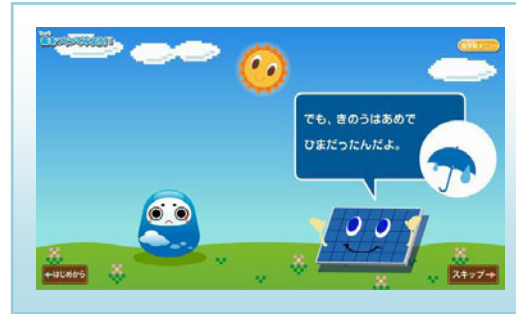 でも、きのうはあめで
ひまだったんだよ。
←はじめから
スキップ→